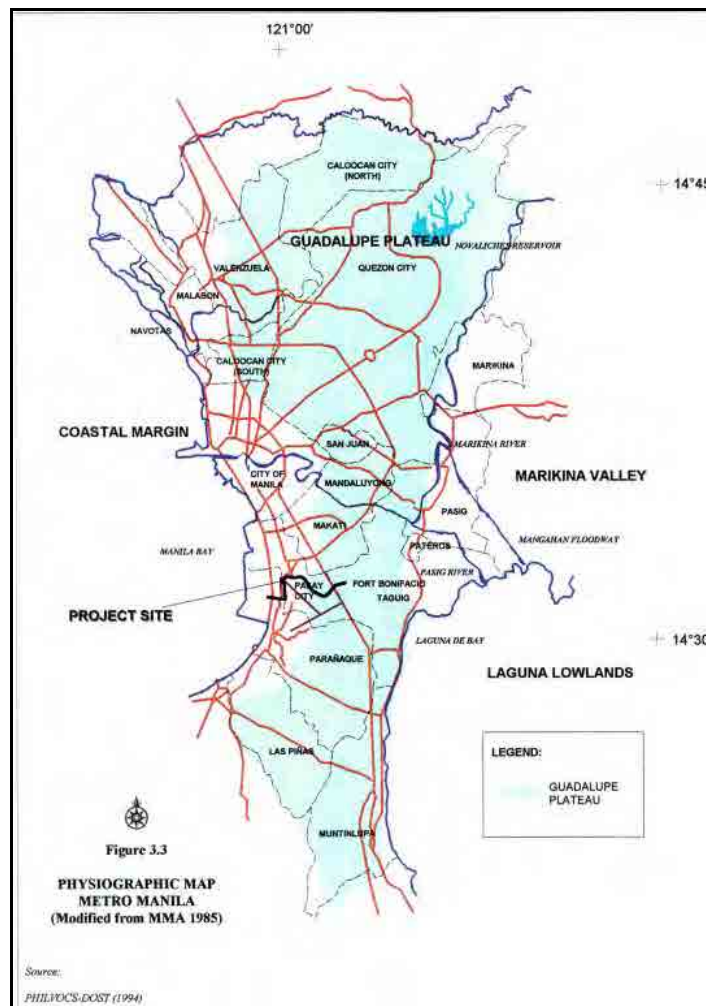 121°00'
CALOOCAN CITY
(NORTH)
14°45
GUADALUPE PLATEAU
NOVALICHES RESERVOIR
VALENZUELA
QUEZON CITY
MALABON
NAVOTAS
MARIKINA
CALOOCAN CITY
(SOUTH)
COASTAL MARGIN
SAN JUAN
MARIKINA RIVER
CITY OF
MANILA
MANDALUYONG
MARIKINA VALLEY
PASIG
MAKATI
MANGAHAN FLOODWAY
MANILA BAY
PATEROS
PASIG RIVER
PASAY
CITY
FORT BONIFACIO
TAGUIG
PROJECT SITE
LAGUNA DE BAY
14°30
PARAÑAQUE
LAGUNA LOWLANDS
LAS PIÑAS
LEGEND:
GUADALUPE
PLATEAU
MUNTINLUPA
Figure 3.3
PHYSIOGRAPHIC MAP
METRO MANILA
(Modified from MMA 1985)
Source:
PHILVOCS-DOST (1994)